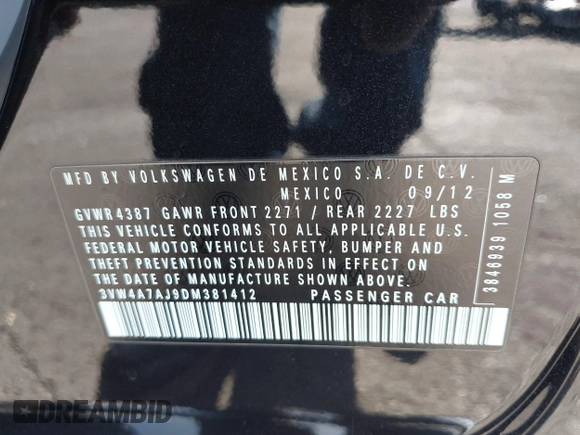 MFD BY VOLKSWAGEN DE MEXICO S.A. DE C.V.
MEXICO 09/12
GVWR 4387 GAWR FRONT 2271 / REAR 2227 LBS
THIS VEHICLE CONFORMS TO ALL APPLICABLE U.S.
FEDERAL MOTOR VEHICLE SAFETY, BUMPER AND
THEFT PREVENTION STANDARDS IN EFFECT ON
THE DATE OF MANUFACTURE SHOWN ABOVE.
3VW4A7AJ9DM381412 PASSENGER CAR
3846939 1058 M
DREAMBID